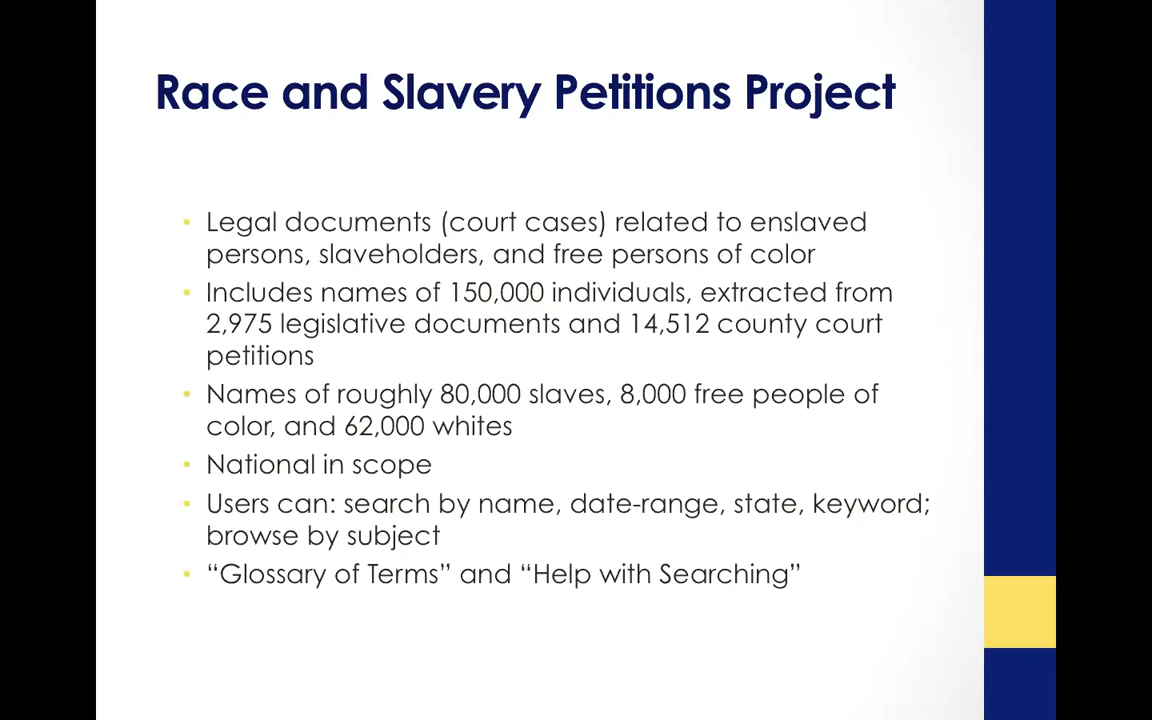 Race and Slavery Petitions Project
• Legal documents (court cases) related to enslaved
persons, slaveholders, and free persons of color
• Includes names of 150,000 individuals, extracted from
2,975 legislative documents and 14,512 county court
petitions
• Names of roughly 80,000 slaves, 8,000 free people of
color, and 62,000 whites
• National in scope
• Users can: search by name, date-range, state, keyword;
browse by subject
• “Glossary of Terms” and “Help with Searching”